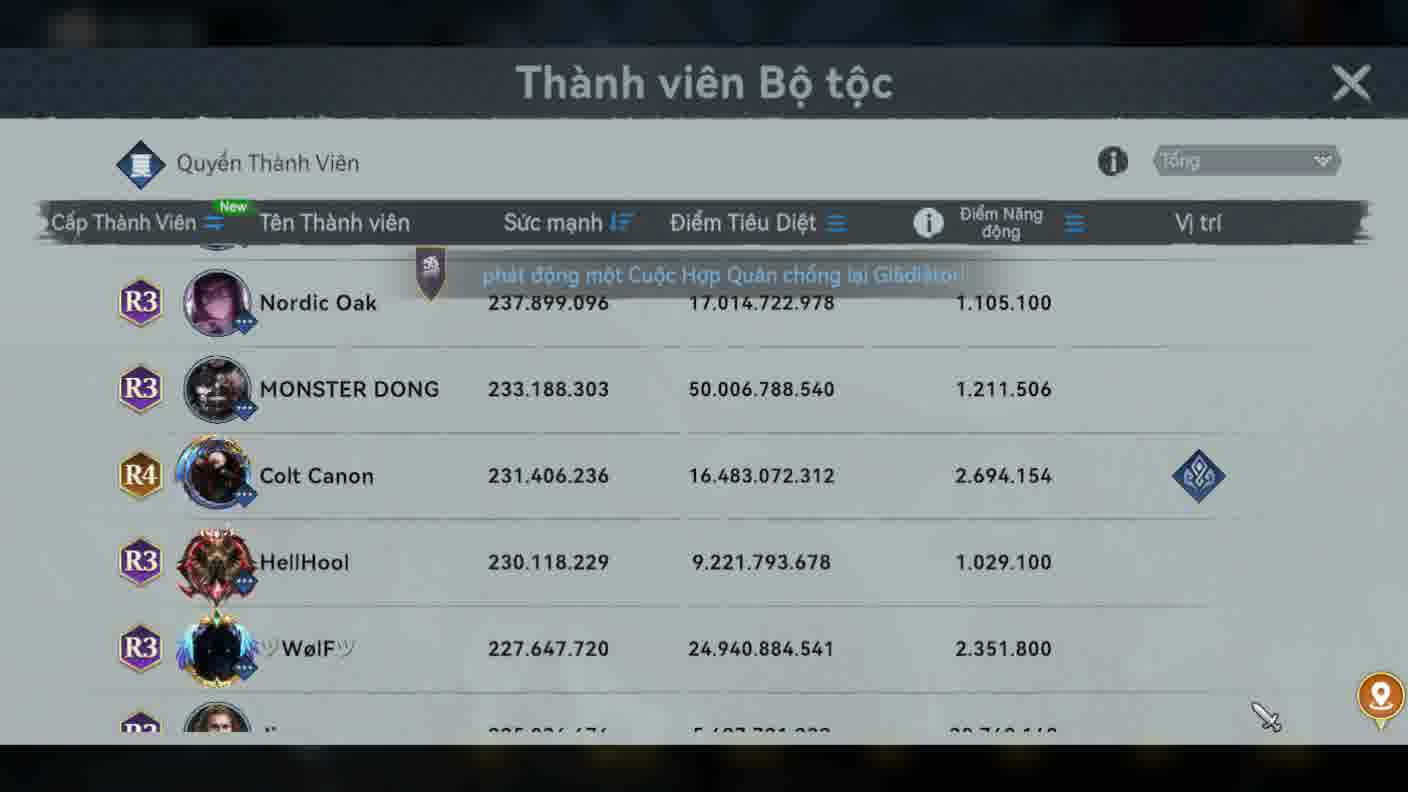 Thành viên Bộ tộc
Quyển Thành Viên
Tổng
Cấp Thành Viên New Tên Thành viên Sức mạnh Điểm Tiêu Diệt Điểm Năng động Vị trí
phát động một Cuộc Hợp Quân chống lại Gladiator!
R3 Nordic Oak 237.899.096 17.014.722.978 1.105.100
R3 MONSTER DONG 233.188.303 50.006.788.540 1.211.506
R4 Colt Canon 231.406.236 16.483.072.312 2.694.154
R3 HellHool 230.118.229 9.221.793.678 1.029.100
R3 ツWølFツ 227.647.720 24.940.884.541 2.351.800